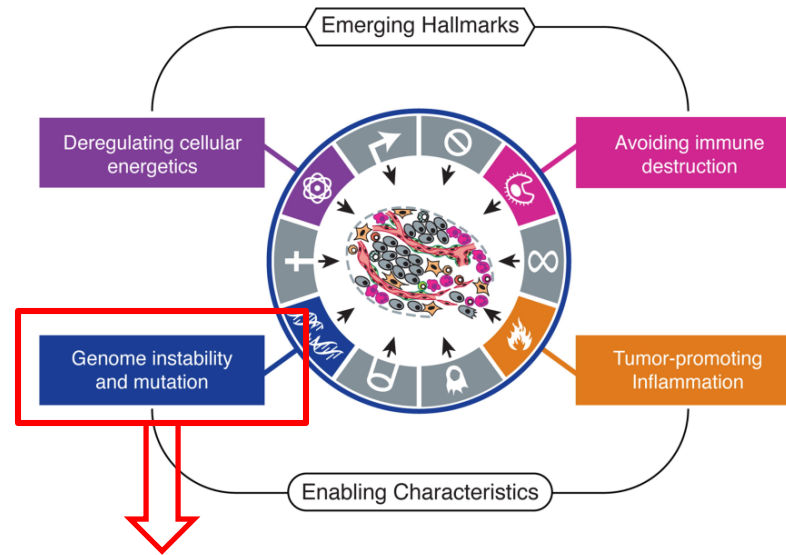 Emerging Hallmarks
Deregulating cellular
energetics
Avoiding immune
destruction
Genome instability
and mutation
Tumor-promoting
Inflammation
Enabling Characteristics